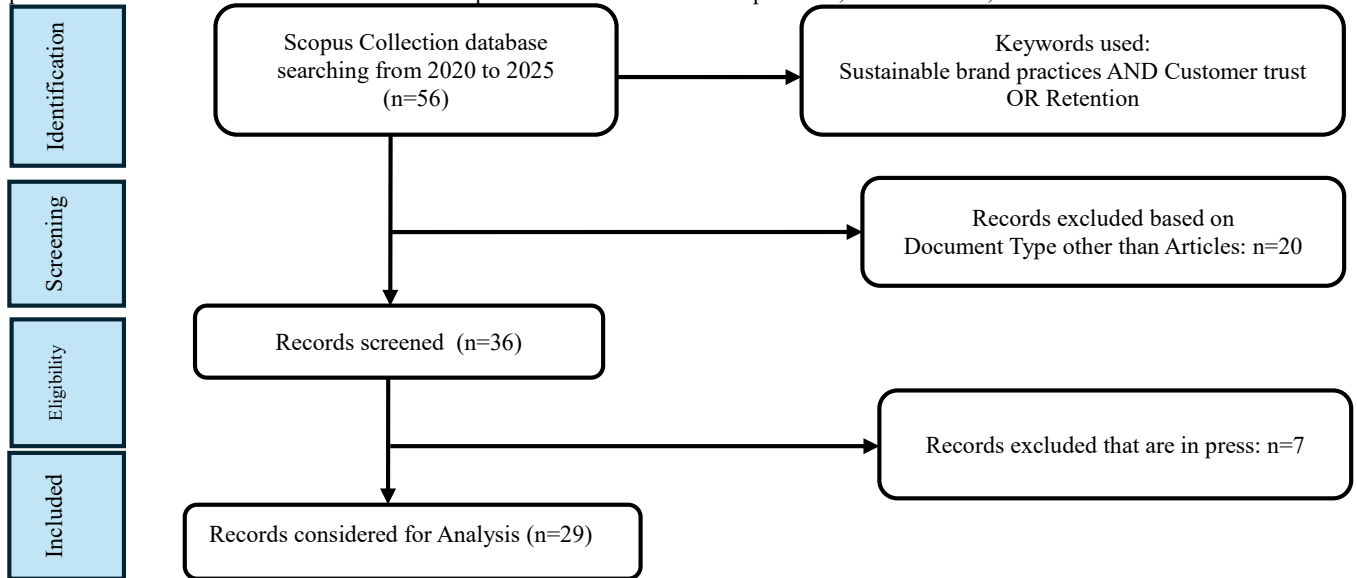 Identification
Scopus Collection database
searching from 2020 to 2025
(n=56)
Keywords used:
Sustainable brand practices AND Customer trust
OR Retention
Screening
Records excluded based on
Document Type other than Articles: n=20
Records screened (n=36)
Eligibility
Records excluded that are in press: n=7
Included
Records considered for Analysis (n=29)